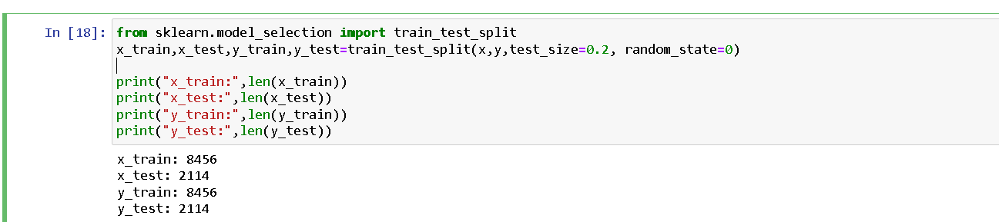 In [18]: from sklearn.model_selection import train_test_split
x_train,x_test,y_train,y_test=train_test_split(x,y,test_size=0.2, random_state=0)
print("x_train:",len(x_train))
print("x_test:",len(x_test))
print("y_train:",len(y_train))
print("y_test:",len(y_test))
x_train: 8456
x_test: 2114
y_train: 8456
y_test: 2114